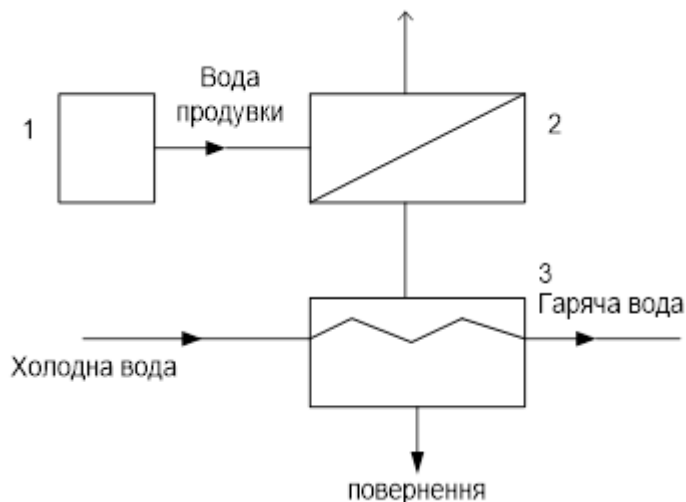 Вода
продувки
1
2
3
Гаряча вода
Холодна вода
повернення